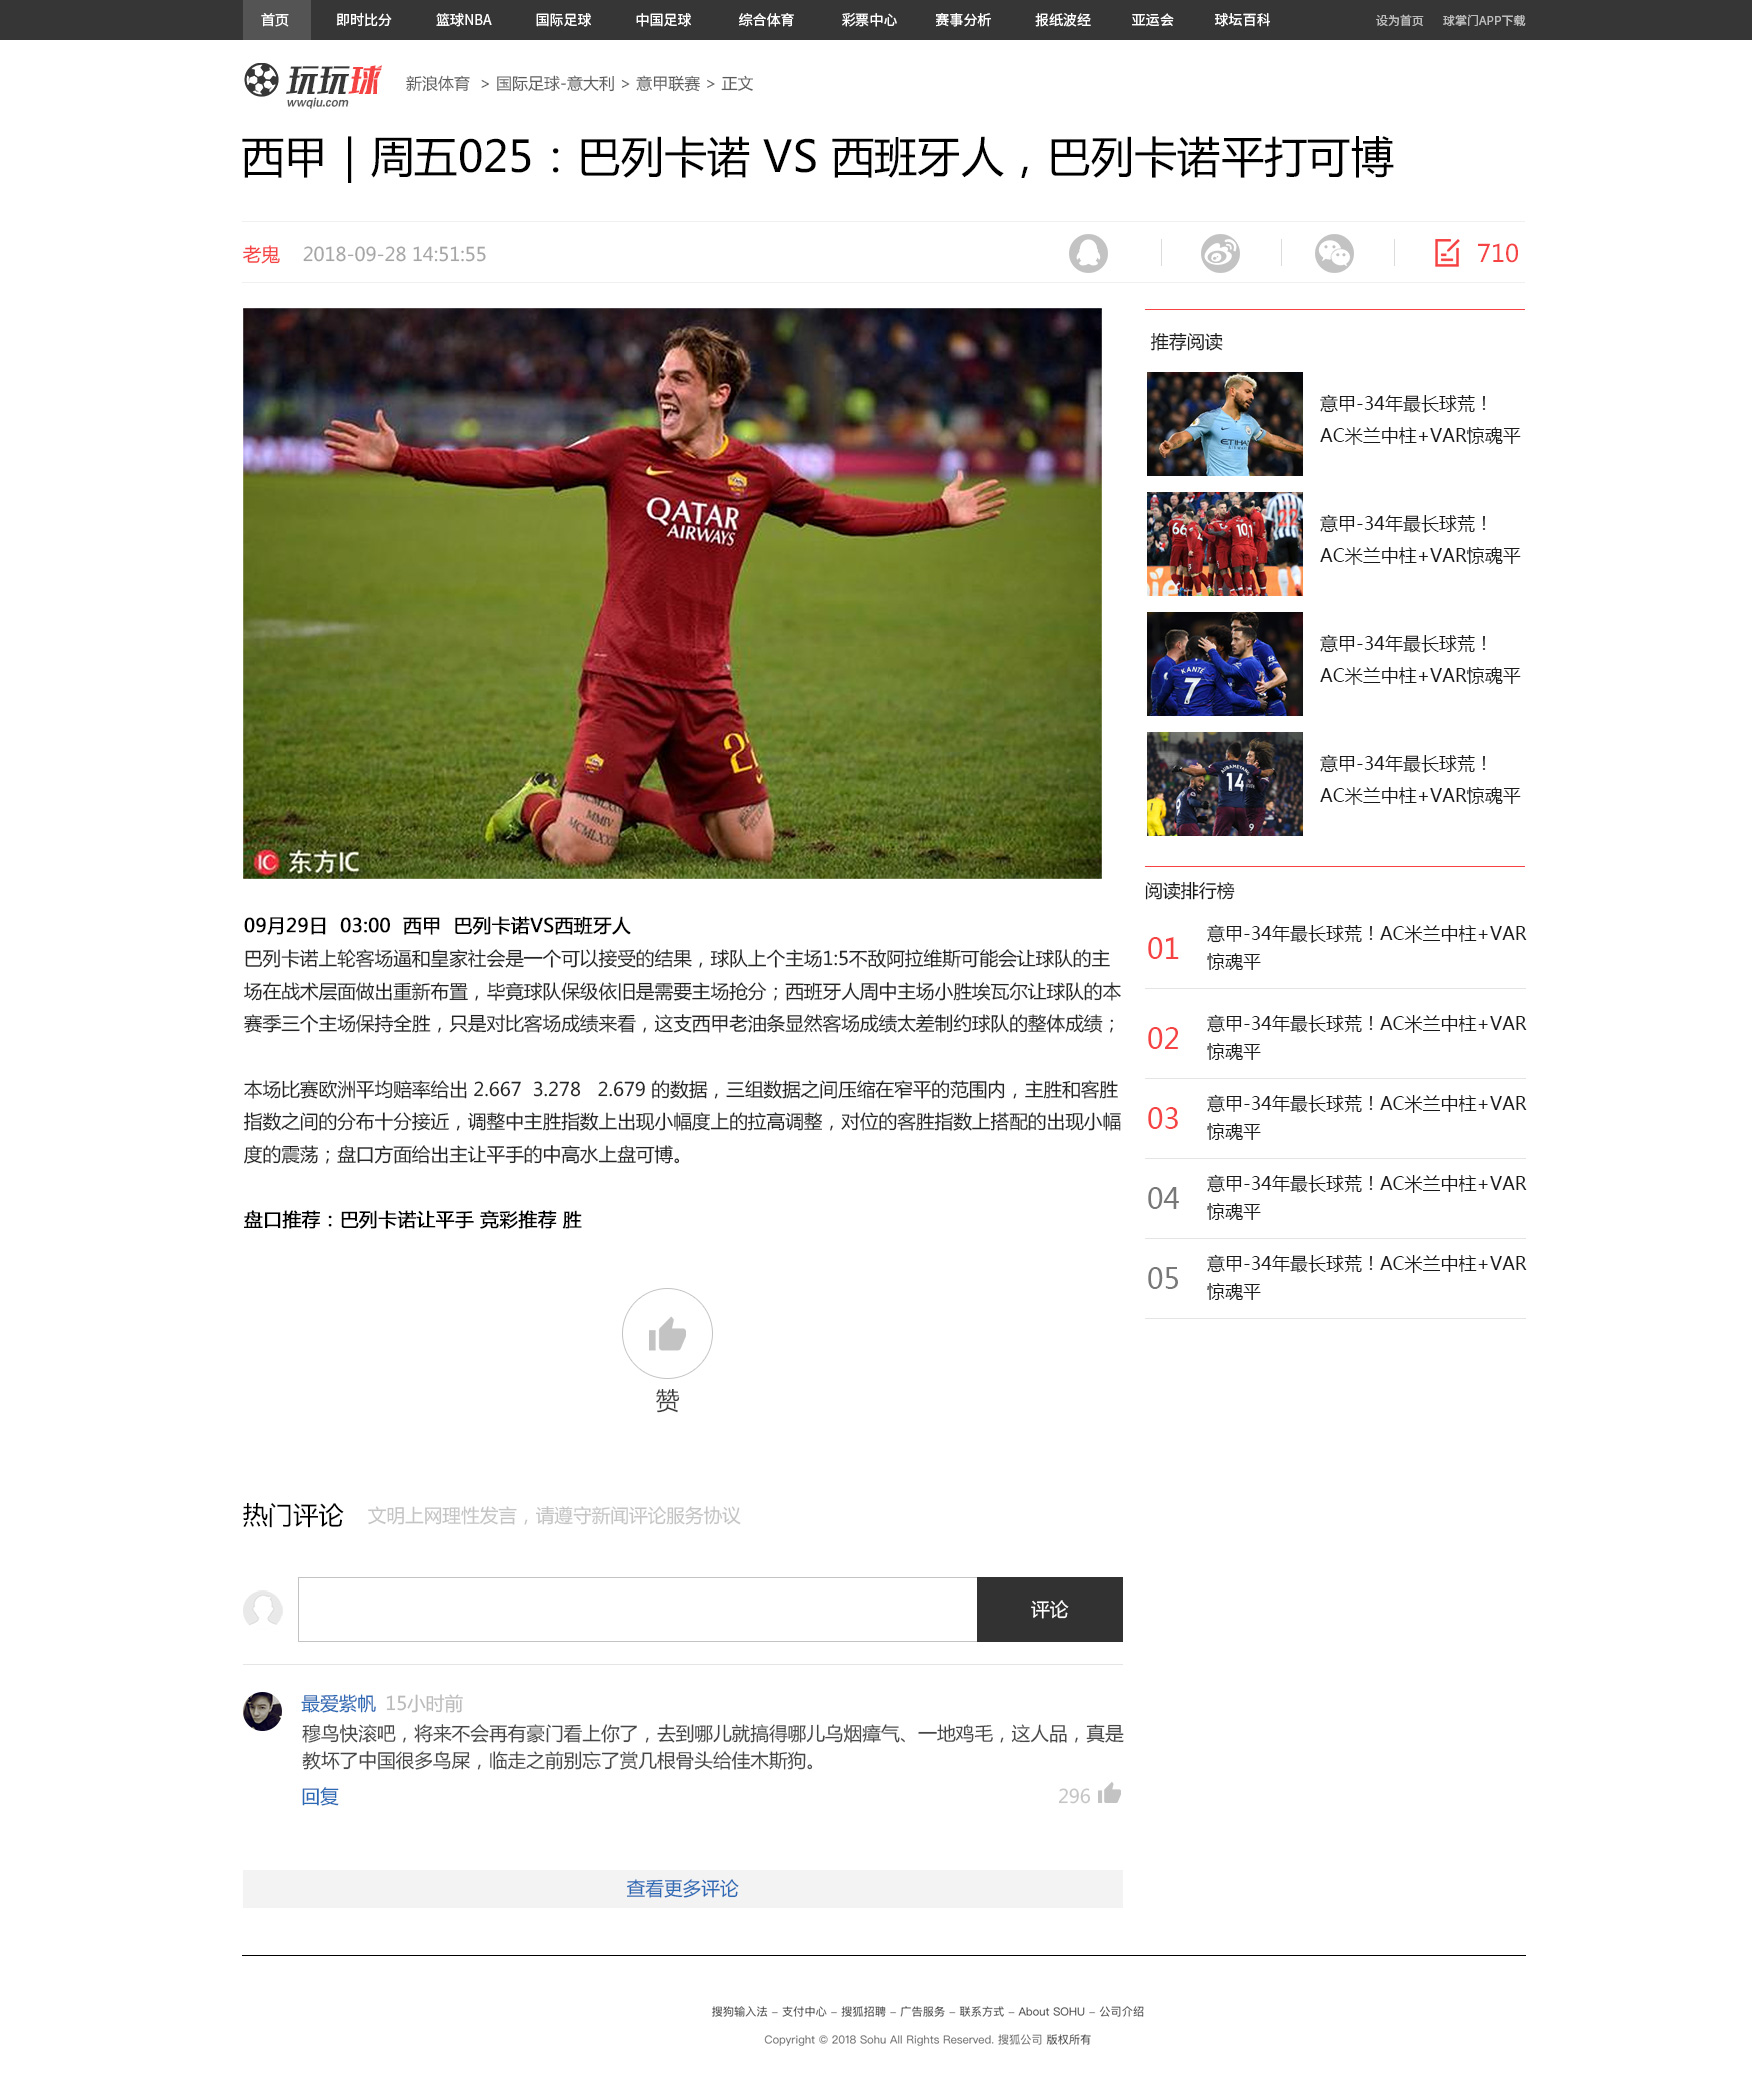 首页 即时比分 篮球NBA 国际足球 中国足球 综合体育 彩票中心 赛事分析 报纸波经 亚运会 球坛百科 设为首页 球掌门APP下载
玩玩球
wwqiu.com
新浪体育 > 国际足球-意大利 > 意甲联赛 > 正文
西甲｜周五025：巴列卡诺 VS 西班牙人，巴列卡诺平打可博
老鬼 2018-09-28 14:51:55
710
QATAR
AIRWAYS
东方IC
09月29日 03:00 西甲 巴列卡诺VS西班牙人
巴列卡诺上轮客场逼和皇家社会是一个可以接受的结果，球队上个主场1:5不敌阿拉维斯可能会让球队的主
场在战术层面做出重新布置，毕竟球队保级依旧是需要主场抢分；西班牙人周中主场小胜埃瓦尔让球队的本
赛季三个主场保持全胜，只是对比客场成绩来看，这支西甲老油条显然客场成绩太差制约球队的整体成绩；
本场比赛欧洲平均赔率给出 2.667 3.278 2.679 的数据，三组数据之间压缩在窄平的范围内，主胜和客胜
指数之间的分布十分接近，调整中主胜指数上出现小幅度上的拉高调整，对位的客胜指数上搭配的出现小幅
度的震荡；盘口方面给出主让平手的中高水上盘可博。
盘口推荐：巴列卡诺让平手 竞彩推荐 胜
赞
推荐阅读
意甲-34年最长球荒！
AC米兰中柱+VAR惊魂平
意甲-34年最长球荒！
AC米兰中柱+VAR惊魂平
KANTÉ
7
意甲-34年最长球荒！
AC米兰中柱+VAR惊魂平
14
意甲-34年最长球荒！
AC米兰中柱+VAR惊魂平
阅读排行榜
01 意甲-34年最长球荒！AC米兰中柱+VAR
惊魂平
02 意甲-34年最长球荒！AC米兰中柱+VAR
惊魂平
03 意甲-34年最长球荒！AC米兰中柱+VAR
惊魂平
04 意甲-34年最长球荒！AC米兰中柱+VAR
惊魂平
05 意甲-34年最长球荒！AC米兰中柱+VAR
惊魂平
热门评论 文明上网理性发言，请遵守新闻评论服务协议
评论
最爱紫帆 15小时前
穆鸟快滚吧，将来不会再有豪门看上你了，去到哪儿就搞得哪儿乌烟瘴气、一地鸡毛，这人品，真是
教坏了中国很多鸟屎，临走之前别忘了赏几根骨头给佳木斯狗。
回复 296
查看更多评论
搜狗输入法 – 支付中心 – 搜狐招聘 – 广告服务 – 联系方式 – About SOHU – 公司介绍
Copyright © 2018 Sohu All Rights Reserved. 搜狐公司 版权所有